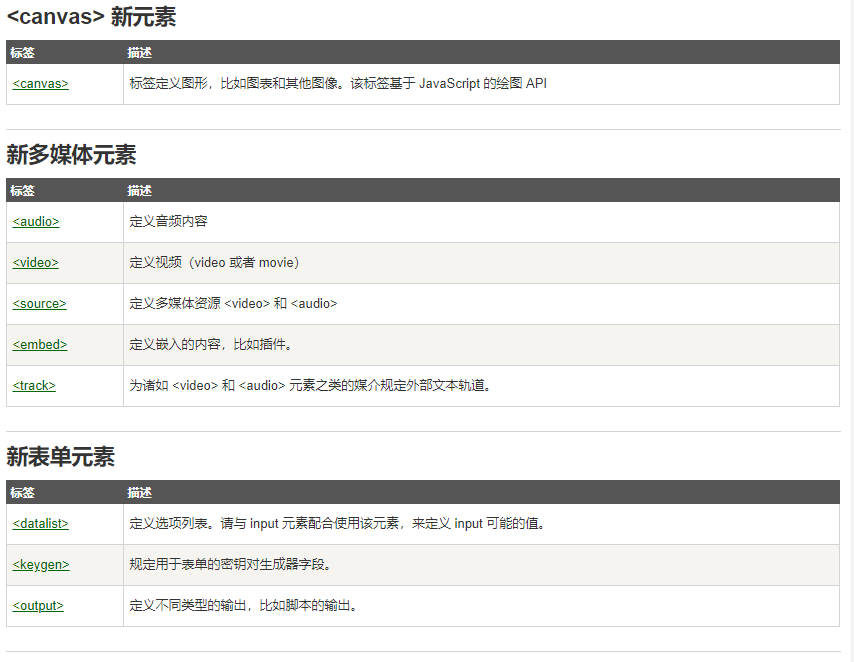 <canvas> 新元素
标签 描述
<canvas> 标签定义图形，比如图表和其他图像。该标签基于 JavaScript 的绘图 API
新多媒体元素
标签 描述
<audio> 定义音频内容
<video> 定义视频（video 或者 movie）
<source> 定义多媒体资源 <video> 和 <audio>
<embed> 定义嵌入的内容，比如插件。
<track> 为诸如 <video> 和 <audio> 元素之类的媒介规定外部文本轨道。
新表单元素
标签 描述
<datalist> 定义选项列表。请与 input 元素配合使用该元素，来定义 input 可能的值。
<keygen> 规定用于表单的密钥对生成器字段。
<output> 定义不同类型的输出，比如脚本的输出。